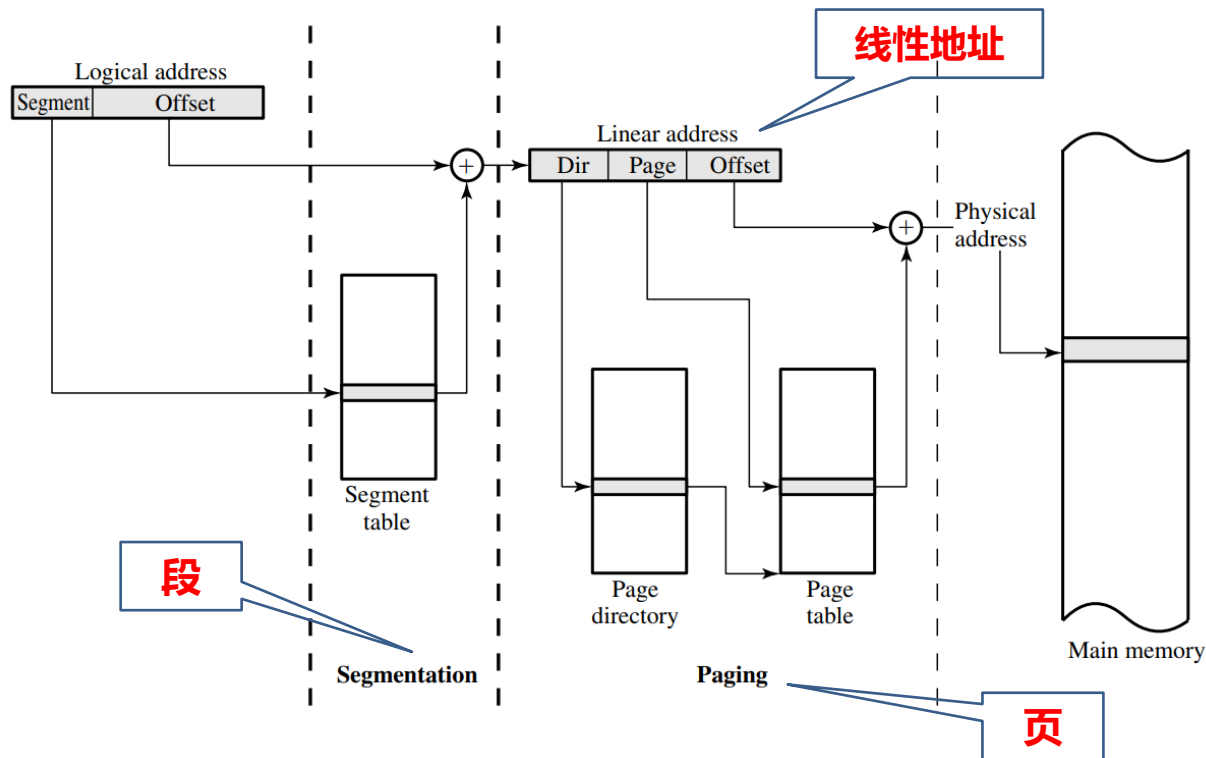 线性地址
Logical address
Segment Offset
Linear address
Dir Page Offset
+
+
Physical
address
Segment
table
段
Page
directory
Page
table
Main memory
Segmentation
Paging
页